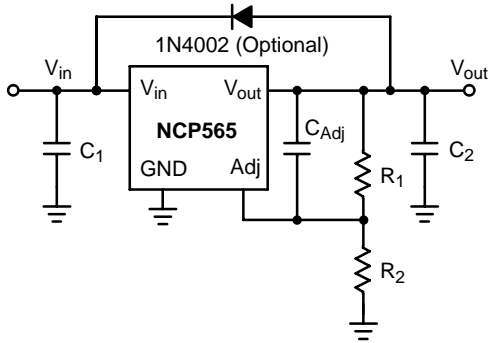 1N4002 (Optional)
Vin
Vout
Vin
Vout
NCP565
CAdj
C1
GND
Adj
R1
C2
R2